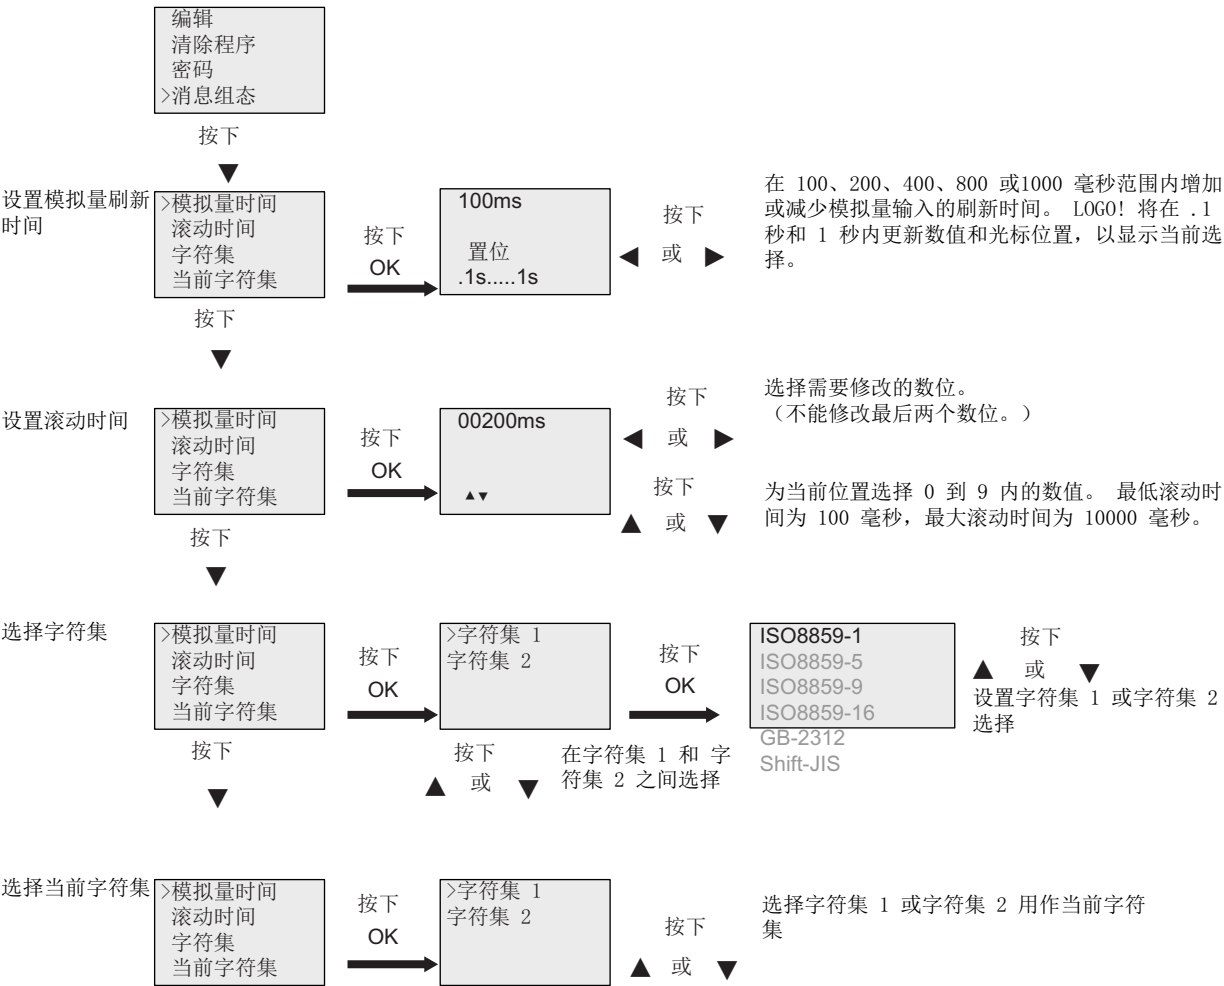 编辑
清除程序
密码
>消息组态
按下
设置模拟量刷新
时间
>模拟量时间
滚动时间
字符集
当前字符集
按下
OK
100ms
置位
.1s.....1s
按下
或
在 100、200、400、800 或1000 毫秒范围内增加
或减少模拟量输入的刷新时间。 LOGO! 将在 .1
秒和 1 秒内更新数值和光标位置，以显示当前选
择。
按下
设置滚动时间
>模拟量时间
滚动时间
字符集
当前字符集
按下
OK
00200ms
按下
或
选择需要修改的数位。
（不能修改最后两个数位。）
按下
或
为当前位置选择 0 到 9 内的数值。 最低滚动时
间为 100 毫秒，最大滚动时间为 10000 毫秒。
按下
选择字符集
>模拟量时间
滚动时间
字符集
当前字符集
按下
OK
>字符集 1
字符集 2
按下
或
在字符集 1 和 字
符集 2 之间选择
按下
OK
ISO8859-1
ISO8859-5
ISO8859-9
ISO8859-16
GB-2312
Shift-JIS
按下
或
设置字符集 1 或字符集 2
选择
按下
选择当前字符集
>模拟量时间
滚动时间
字符集
当前字符集
按下
OK
>字符集 1
字符集 2
按下
或
选择字符集 1 或字符集 2 用作当前字符
集